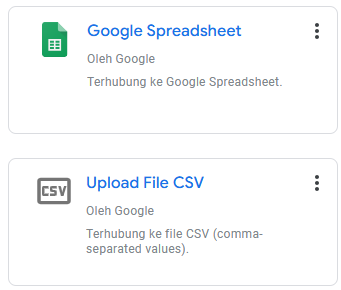 Google Spreadsheet
Oleh Google
Terhubung ke Google Spreadsheet.
CSV
Upload File CSV
Oleh Google
Terhubung ke file CSV (comma-
separated values).